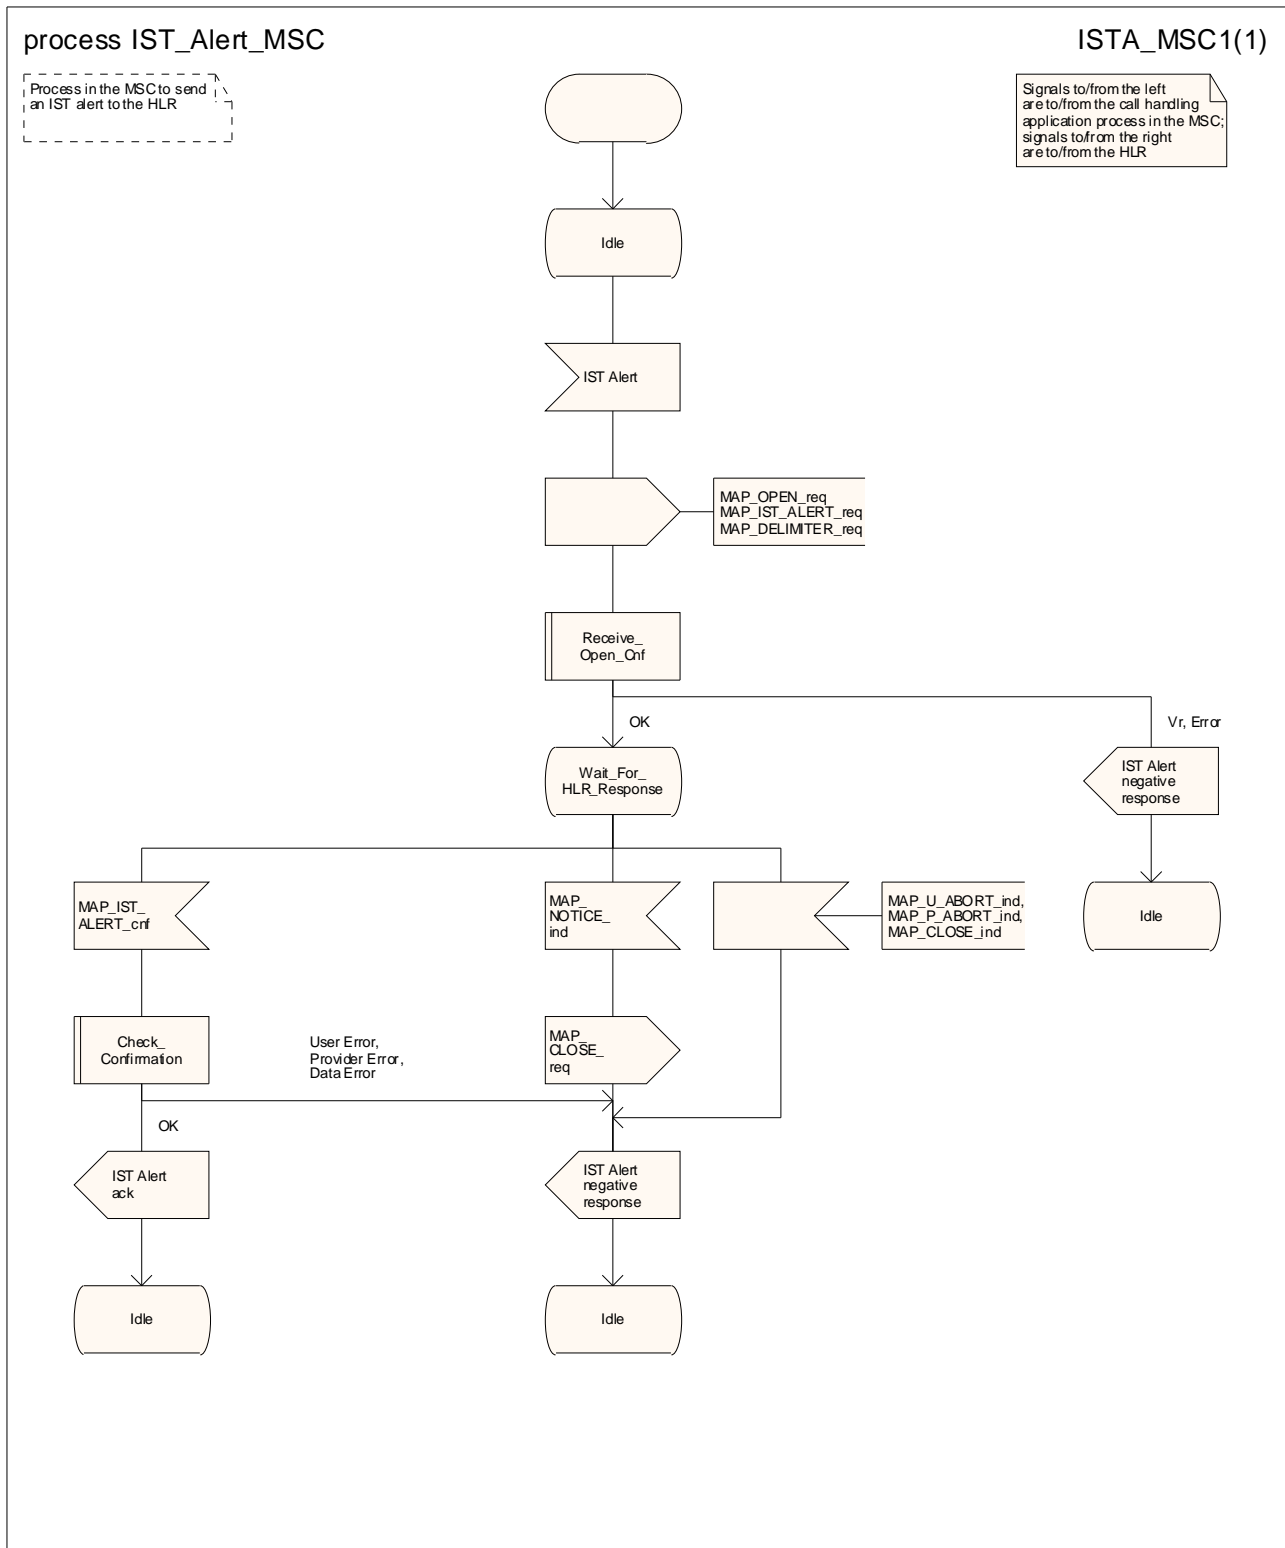 process IST_Alert_MSC
ISTA_MSC1(1)
Process in the MSC to send
an IST alert to the HLR
Signals to/from the left
are to/from the call handling
application process in the MSC;
signals to/from the right
are to/from the HLR
Idle
IST Alert
MAP_OPEN_req
MAP_IST_ALERT_req
MAP_DELIMITER_req
Receive_
Open_Cnf
OK
Vr, Error
Wait_For_
HLR_Response
IST Alert
negative
response
MAP_IST_
ALERT_cnf
MAP_
NOTICE_
ind
MAP_U_ABORT_ind,
MAP_P_ABORT_ind,
MAP_CLOSE_ind
Idle
Check_
Confirmation
User Error,
Provider Error,
Data Error
MAP_
CLOSE_
req
OK
IST Alert
ack
IST Alert
negative
response
Idle
Idle